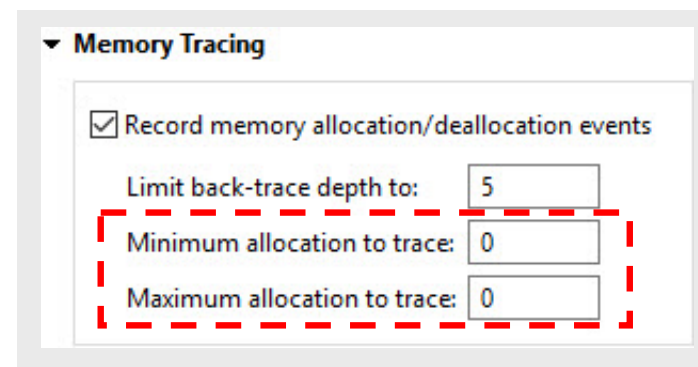 Memory Tracing
Record memory allocation/deallocation events
Limit back-trace depth to: 5
Minimum allocation to trace: 0
Maximum allocation to trace: 0